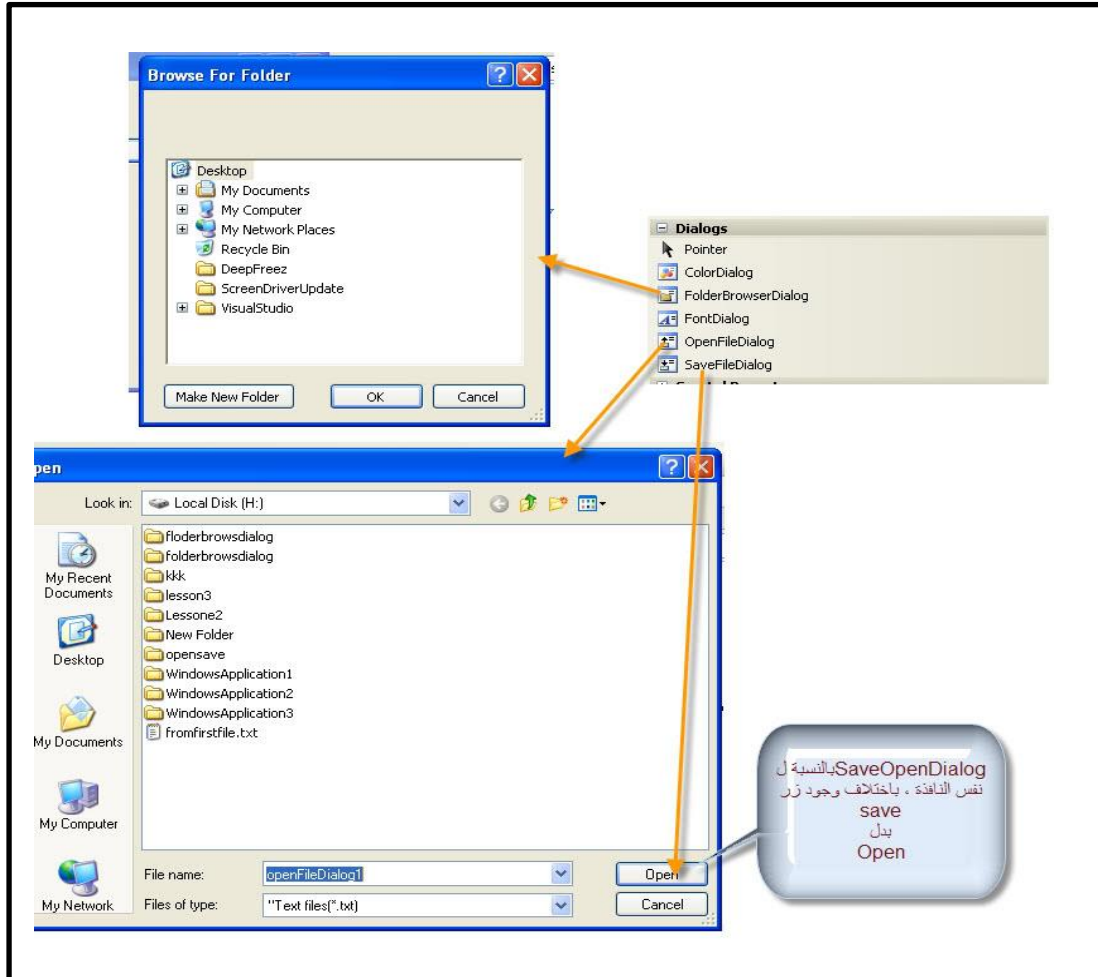 Browse For Folder
Desktop
My Documents
My Computer
My Network Places
Recycle Bin
DeepFreez
ScreenDriverUpdate
VisualStudio
Make New Folder
OK
Cancel
Dialogs
Pointer
ColorDialog
FolderBrowserDialog
FontDialog
OpenFileDialog
SaveFileDialog
pen
Look in:
Local Disk (H:)
My Recent
Documents
Desktop
My Documents
My Computer
My Network
floderbrowsdialog
folderbrowsdialog
kkk
lesson3
Lessone2
New Folder
opensave
WindowsApplication1
WindowsApplication2
WindowsApplication3
fromfirstfile.txt
File name:
openFileDialog1
Open
Files of type:
"Text files(*.txt)
Cancel
بالنسبة ل SaveOpenDialog
نفس النافذة ، باختلاف وجود زر
save
بدل
Open